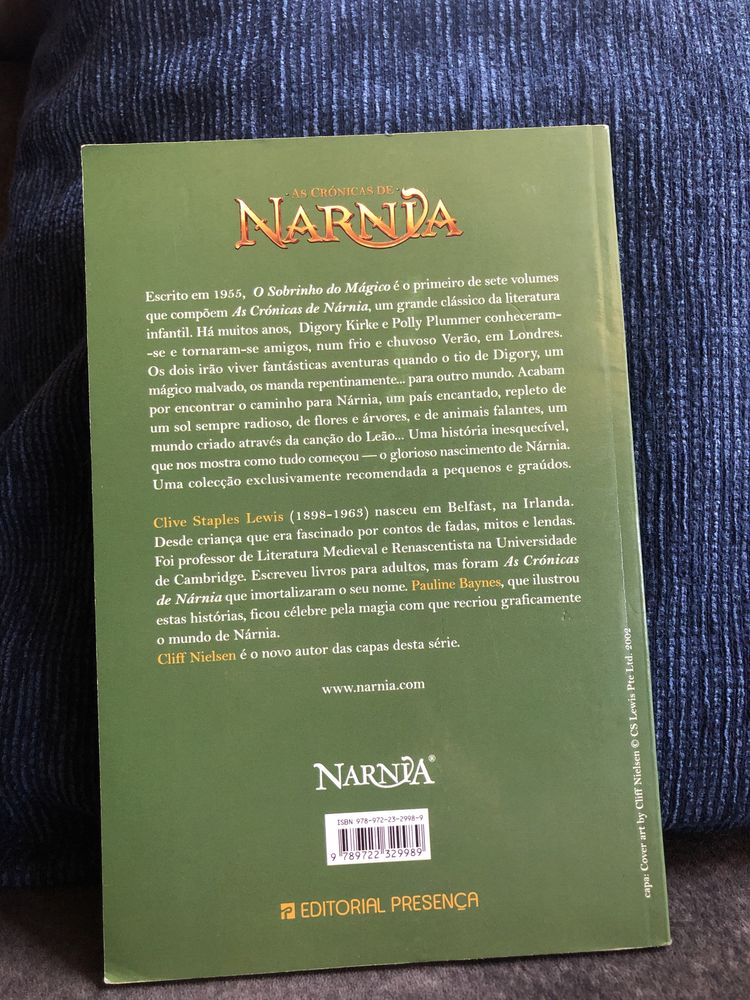 AS CRÓNICAS DE
NARNIA
Escrito em 1955, O Sobrinho do Mágico é o primeiro de sete volumes
que compõem As Crónicas de Nárnia, um grande clássico da literatura
infantil. Há muitos anos, Digory Kirke e Polly Plummer conheceram-
-se e tornaram-se amigos, num frio e chuvoso Verão, em Londres.
Os dois irão viver fantásticas aventuras quando o tio de Digory, um
mágico malvado, os manda repentinamente... para outro mundo. Acabam
por encontrar o caminho para Nárnia, um país encantado, repleto de
um sol sempre radioso, de flores e árvores, e de animais falantes, um
mundo criado através da canção do Leão... Uma história inesquecível,
que nos mostra como tudo começou — o glorioso nascimento de Nárnia.
Uma colecção exclusivamente recomendada a pequenos e graúdos.
Clive Staples Lewis (1898-1963) nasceu em Belfast, na Irlanda.
Desde criança que era fascinado por contos de fadas, mitos e lendas.
Foi professor de Literatura Medieval e Renascentista na Universidade
de Cambridge. Escreveu livros para adultos, mas foram As Crónicas
de Nárnia que imortalizaram o seu nome. Pauline Baynes, que ilustrou
estas histórias, ficou célebre pela magia com que recriou graficamente
o mundo de Nárnia.
Cliff Nielsen é o novo autor das capas desta série.
www.narnia.com
NARNIA®
ISBN 978-972-23-2998-9
9 789722 329989
EDITORIAL PRESENÇA
capa: Cover art by Cliff Nielsen © CS Lewis Pte Ltd. 2002